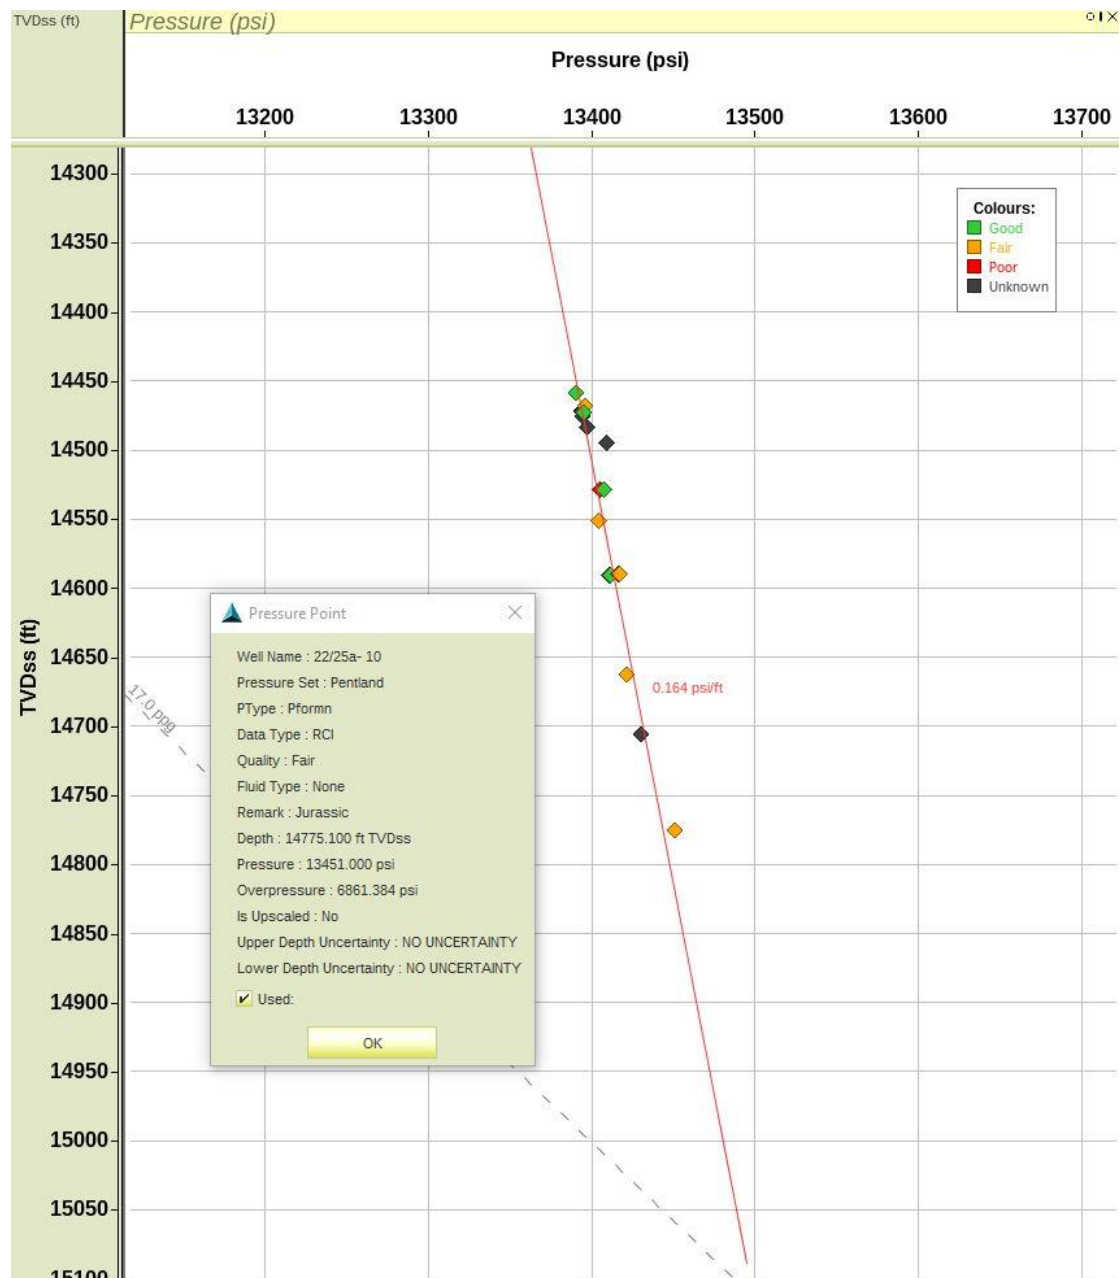 TVDss (ft)
Pressure (psi)
Pressure (psi)
13200 13300 13400 13500 13600 13700
14300
Colours:
Good
Fair
Poor
Unknown
14350
14400
14450
14500
14550
14600
14650
14700
14750
14800
14850
14900
14950
15000
15050
15100
TVDss (ft)
17.0 ppg
0.164 psi/ft
Pressure Point
Well Name : 22/25a- 10
Pressure Set : Pentland
PType : Pformn
Data Type : RCI
Quality : Fair
Fluid Type : None
Remark : Jurassic
Depth : 14775.100 ft TVDss
Pressure : 13451.000 psi
Overpressure : 6861.384 psi
Is Upscaled : No
Upper Depth Uncertainty : NO UNCERTAINTY
Lower Depth Uncertainty : NO UNCERTAINTY
Used:
OK